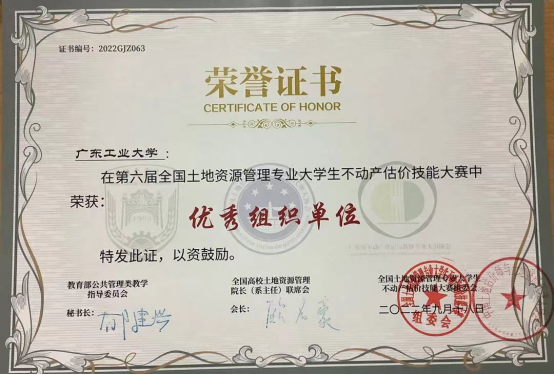 证书编号：2022GJZ063
荣誉证书
CERTIFICATE OF HONOR
广东工业大学：
在第六届全国土地资源管理专业大学生不动产估价技能大赛中
荣获：
优秀组织单位
特发此证，以资鼓励。
教育部公共管理类教学
指导委员会
秘书长：
全国高校土地资源管理
院长（系主任）联席会
会长：
全国土地资源管理专业大学生
不动产估价技能大赛组委会
二〇二二年九月十八日
组委会